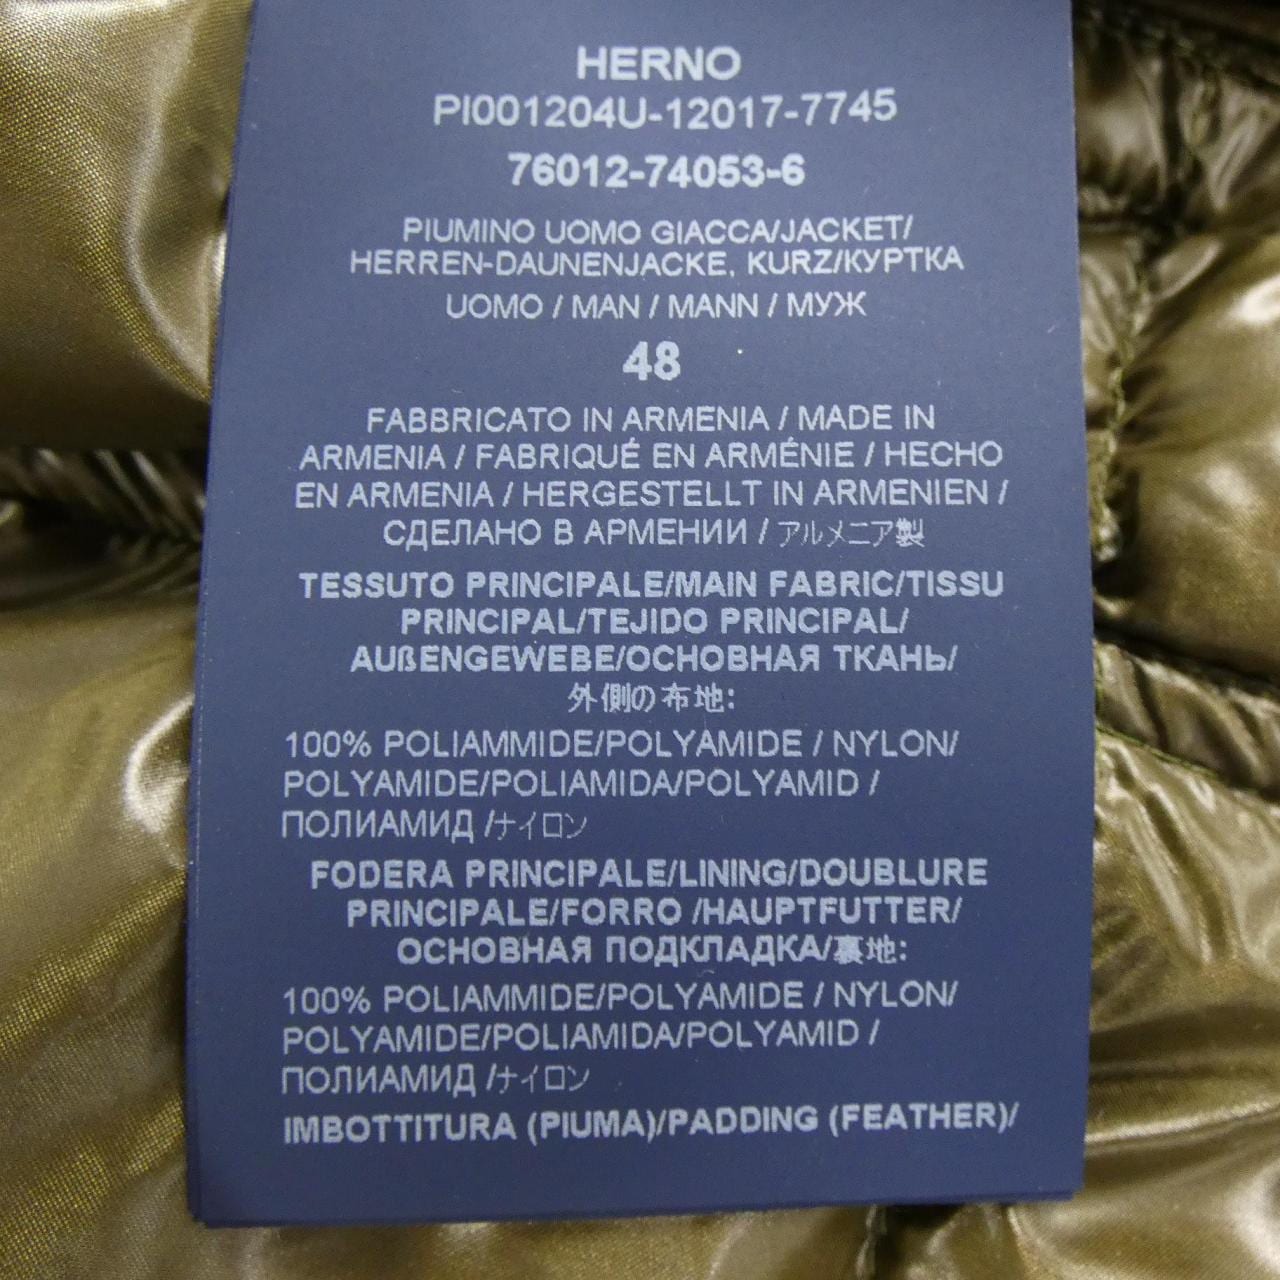 HERNO
PI001204U-12017-7745
76012-74053-6
PIUMINO UOMO GIACCA/JACKET/
HERREN-DAUNENJACKE, KURZ/КУРТКА
UOMO / MAN / MANN / МУЖ
48
FABBRICATO IN ARMENIA / MADE IN
ARMENIA / FABRIQUÉ EN ARMÉNIE / HECHO
EN ARMENIA / HERGESTELLT IN ARMENIEN /
СДЕЛАНО В АРМЕНИИ / アルメニア製
TESSUTO PRINCIPALE/MAIN FABRIC/TISSU
PRINCIPAL/TEJIDO PRINCIPAL/
AUßENGEWEBE/ОСНОВНАЯ ТКАНЬ/
外側の布地:
100% POLIAMMIDE/POLYAMIDE / NYLON/
POLYAMIDE/POLIAMIDA/POLYAMID /
ПОЛИАМИД /ナイロン
FODERA PRINCIPALE/LINING/DOUBLURE
PRINCIPALE/FORRO /HAUPTFUTTER/
ОСНОВНАЯ ПОДКЛАДКА/裏地:
100% POLIAMMIDE/POLYAMIDE / NYLON/
POLYAMIDE/POLIAMIDA/POLYAMID /
ПОЛИАМИД /ナイロン
IMBOTTITURA (PIUMA)/PADDING (FEATHER)/